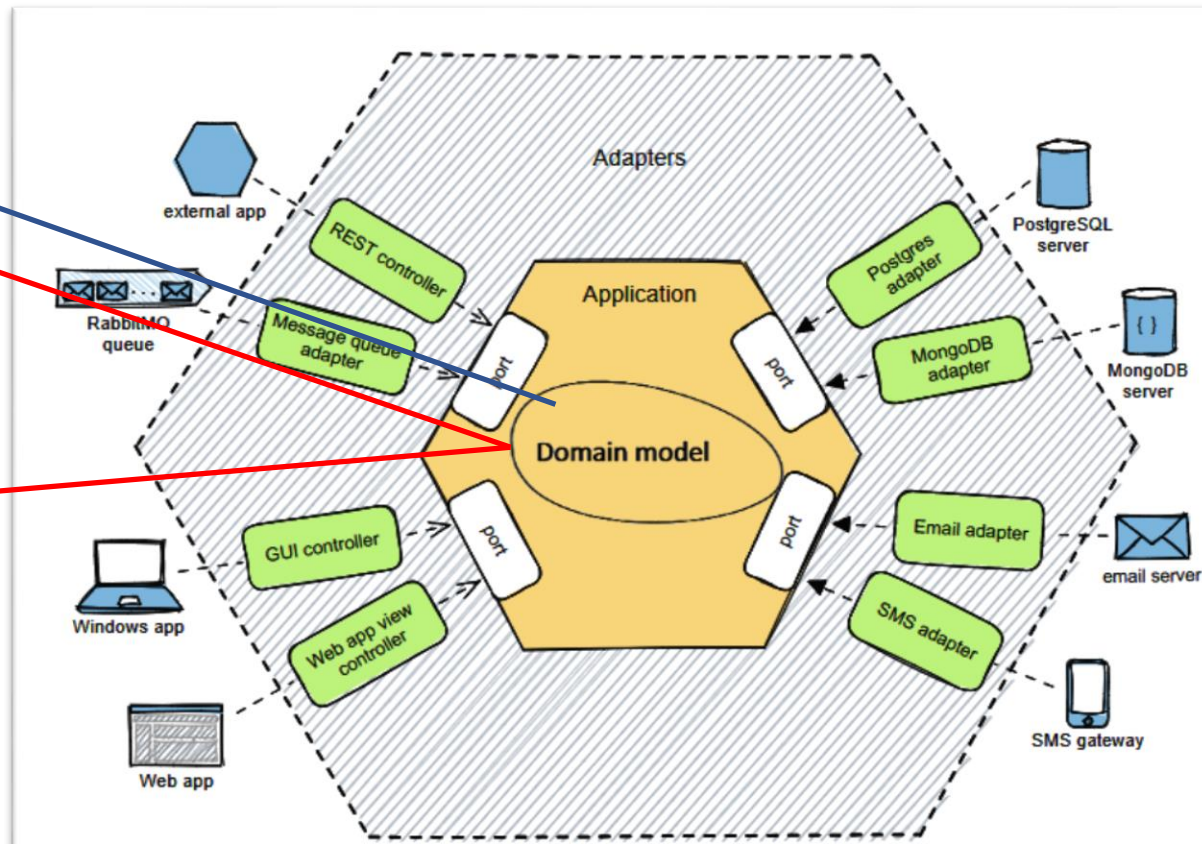 Adapters
external app
REST controller
PostgreSQL
server
Postgres
adapter
Application
RabbitMQ
queue
Message queue
adapter
port
port
MongoDB
adapter
{ }
MongoDB
server
Domain model
GUI controller
port
port
Email adapter
email server
Windows app
Web app view
controller
SMS adapter
SMS gateway
Web app